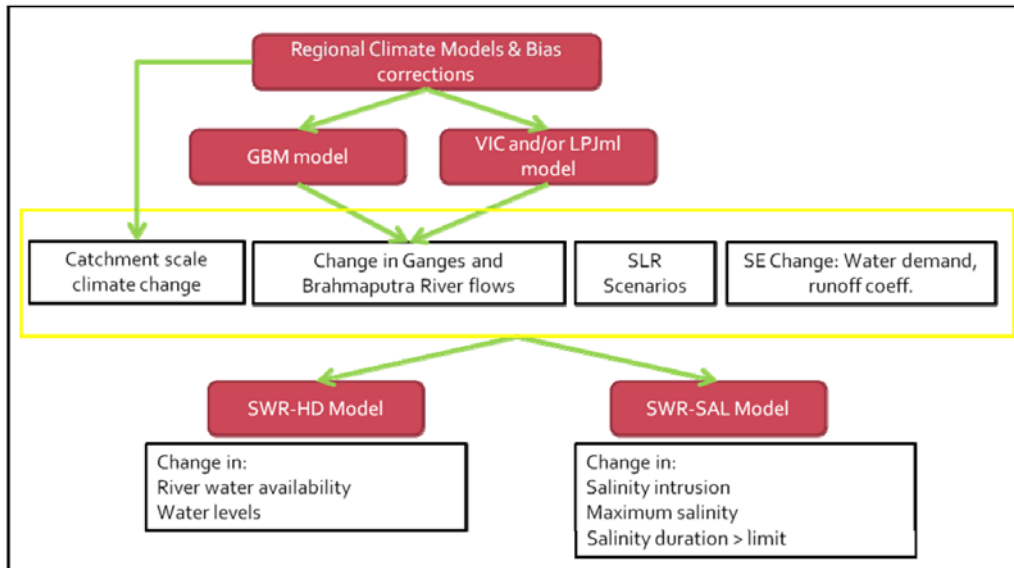 Regional Climate Models & Bias
corrections
GBM model
VIC and/or LPJml
model
Catchment scale
climate change
Change in Ganges and
Brahmaputra River flows
SLR
Scenarios
SE Change: Water demand,
runoff coeff.
SWR-HD Model
SWR-SAL Model
Change in:
River water availability
Water levels
Change in:
Salinity intrusion
Maximum salinity
Salinity duration > limit